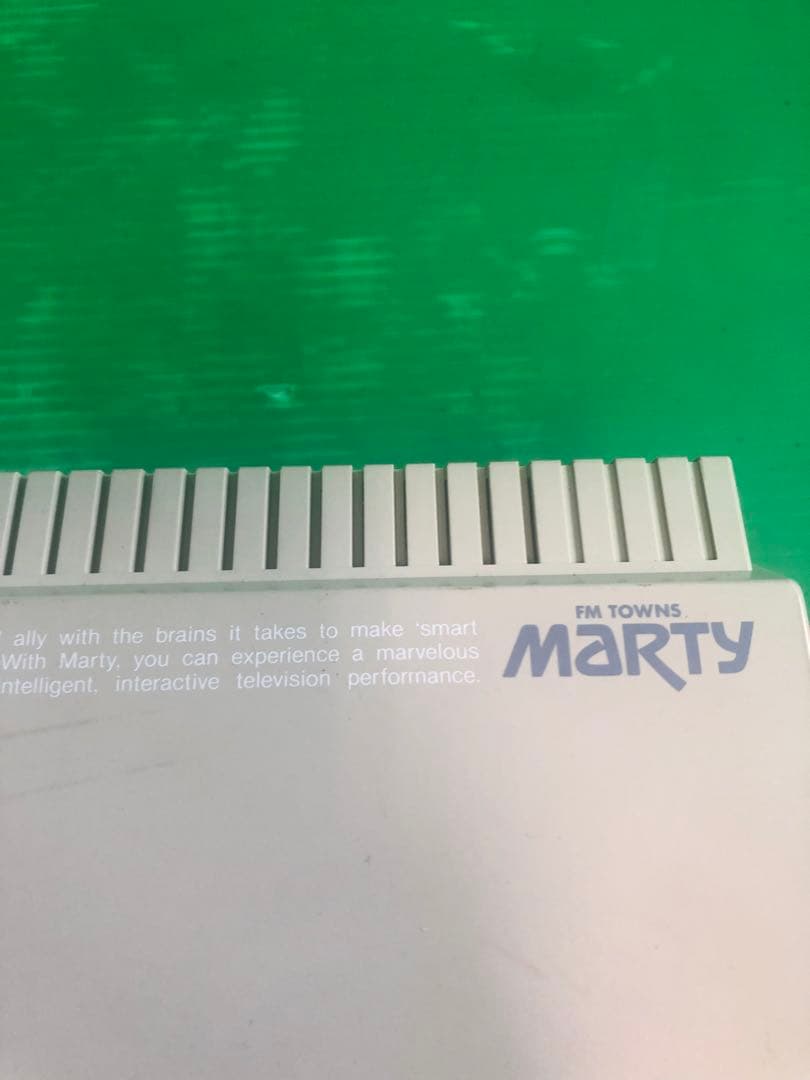 FM TOWNS
MARTY
ally with the brains it takes to make 'smart
With Marty, you can experience a marvelous
ntelligent, interactive television performance.